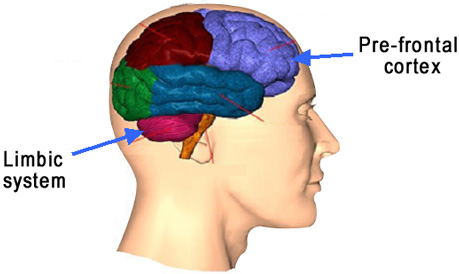 Pre-frontal
cortex
Limbic
system